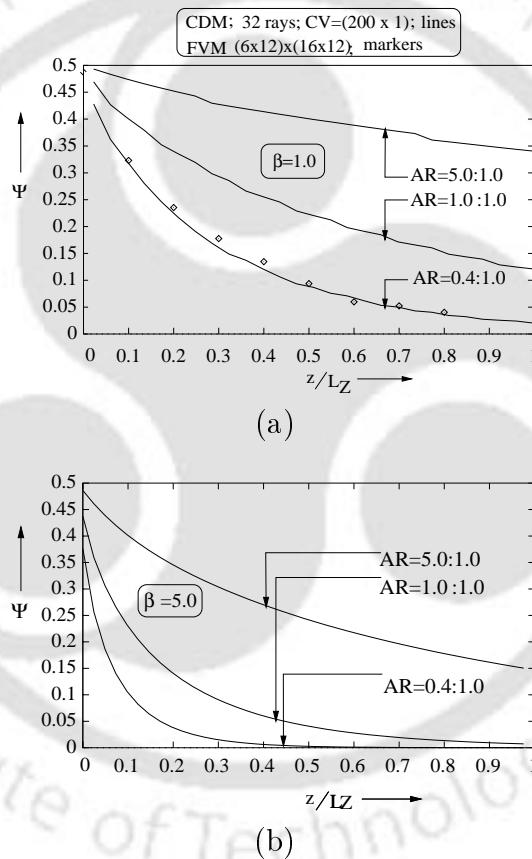 CDM; 32 rays; CV=(200 x 1); lines
FVM (6x12)x(16x12); markers
0.5
0.45
0.4
0.35
0.3
0.25
0.2
0.15
0.1
0.05
0
Ψ
β=1.0
AR=5.0:1.0
AR=1.0 :1.0
AR=0.4:1.0
0 0.1 0.2 0.3 0.4 0.5 0.6 0.7 0.8 0.9 1
z/LZ
(a)
0.5
0.45
0.4
0.35
0.3
0.25
0.2
0.15
0.1
0.05
0
Ψ
β =5.0
AR=5.0:1.0
AR=1.0 :1.0
AR=0.4:1.0
0 0.1 0.2 0.3 0.4 0.5 0.6 0.7 0.8 0.9 1
z/LZ
(b)
te of Technolo